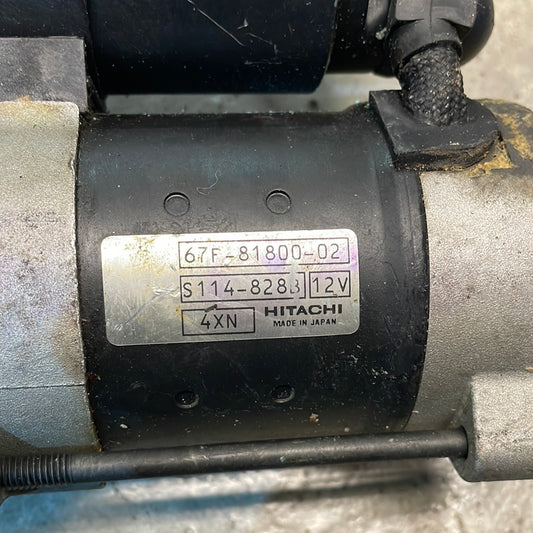 67F-81800-02
S114-828B 12V
4XN HITACHI
MADE IN JAPAN